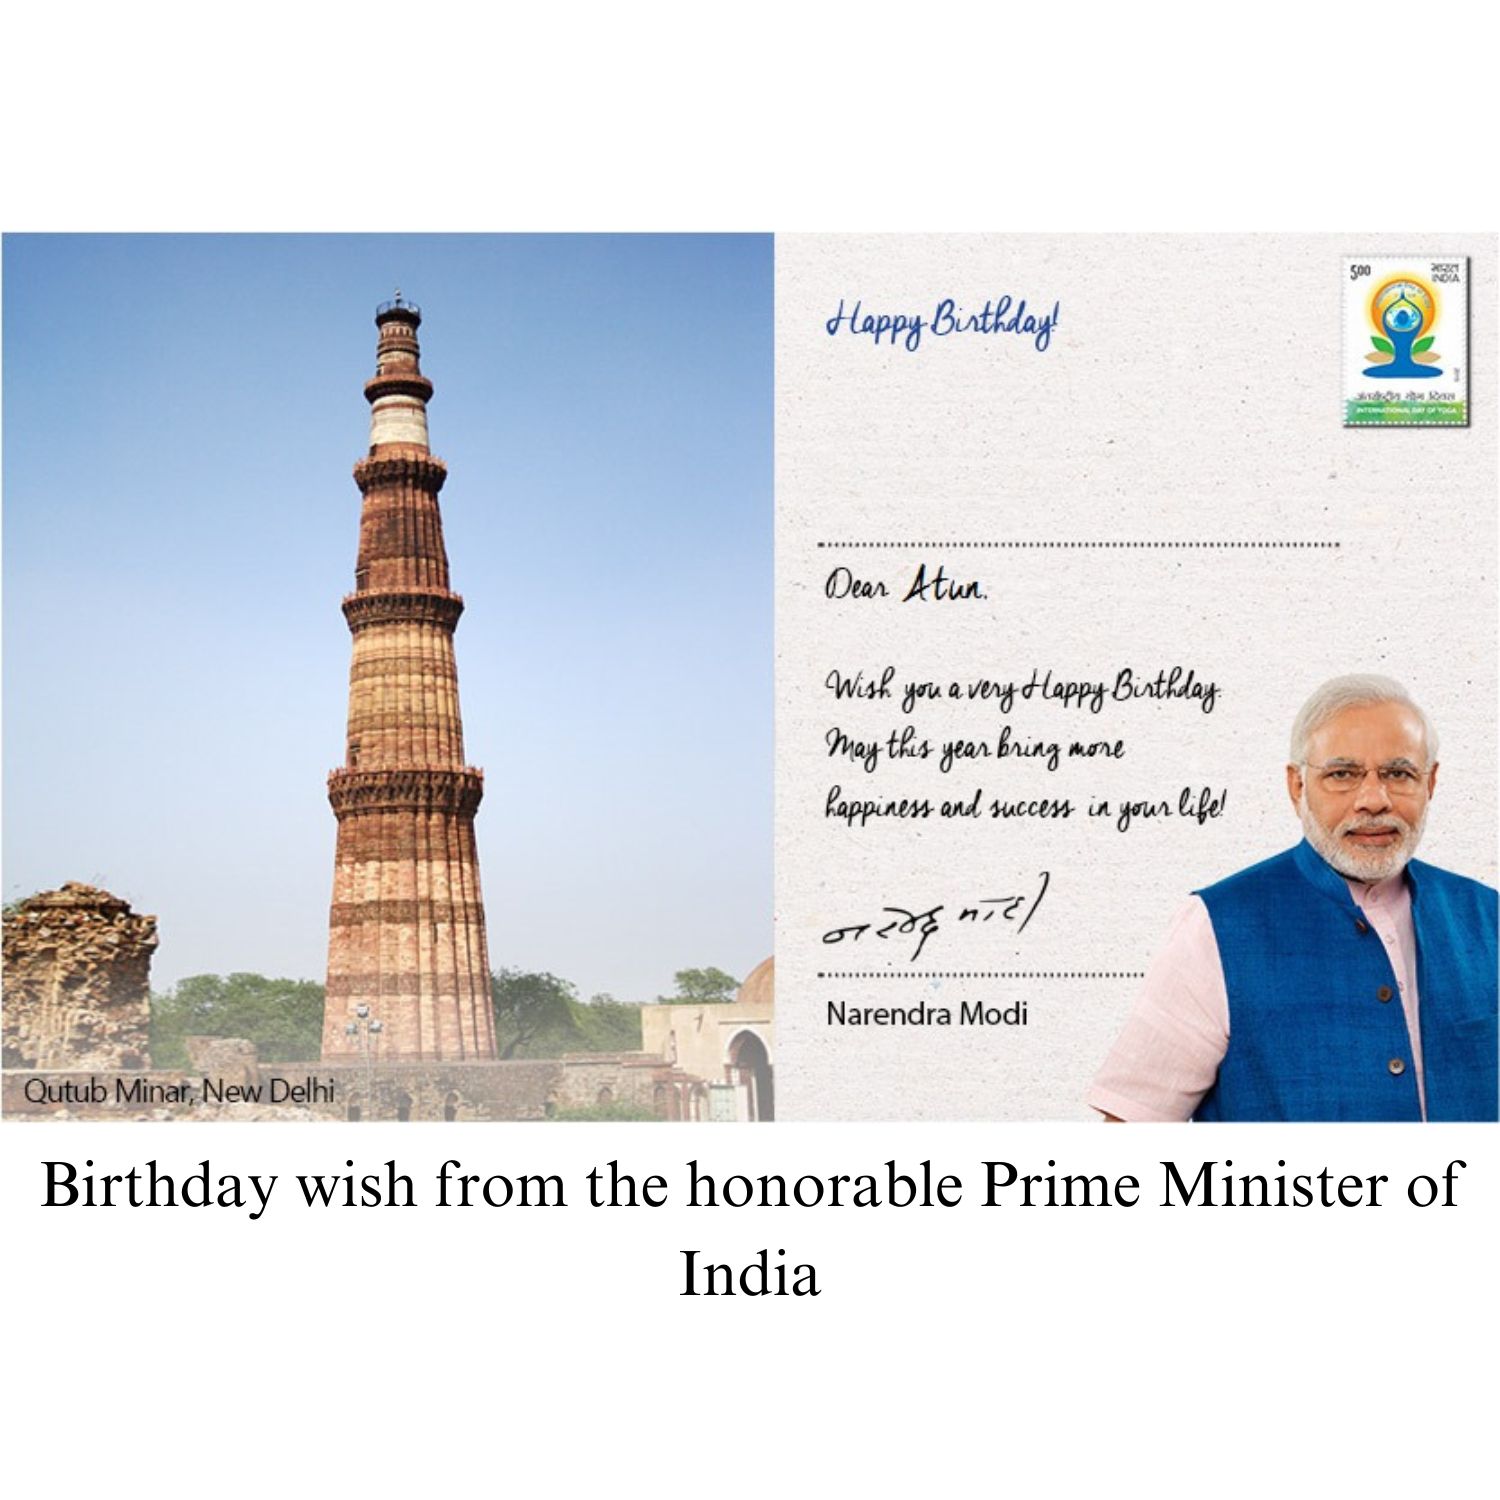 Happy Birthday!
5.00
भारत
INDIA
अंतर्राष्ट्रीय योग दिवस
INTERNATIONAL DAY OF YOGA
Dear Atun.
Wish you a very Happy Birthday.
May this year bring more
happiness and success in your life!
नरेन्द्र मोदी
Narendra Modi
Qutub Minar, New Delhi
Birthday wish from the honorable Prime Minister of
India